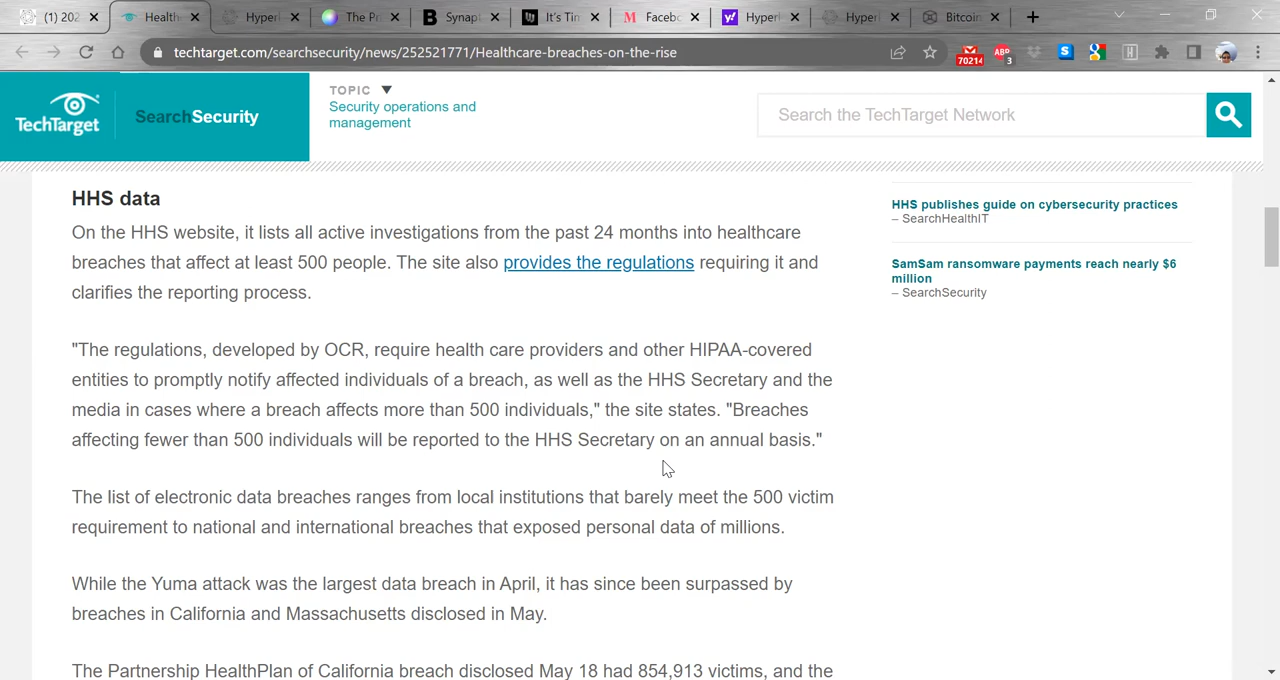 (1) 202
Health
Hyperl
The Pr
Synapt
It's Tim
Faceb
Hyperl
Hyperl
Bitcoin
techtarget.com/searchsecurity/news/252521771/Healthcare-breaches-on-the-rise
70214
ABP
3
TechTarget
SearchSecurity
TOPIC
Security operations and
management
Search the TechTarget Network
HHS data
On the HHS website, it lists all active investigations from the past 24 months into healthcare
breaches that affect at least 500 people. The site also provides the regulations requiring it and
clarifies the reporting process.
"The regulations, developed by OCR, require health care providers and other HIPAA-covered
entities to promptly notify affected individuals of a breach, as well as the HHS Secretary and the
media in cases where a breach affects more than 500 individuals," the site states. "Breaches
affecting fewer than 500 individuals will be reported to the HHS Secretary on an annual basis."
The list of electronic data breaches ranges from local institutions that barely meet the 500 victim
requirement to national and international breaches that exposed personal data of millions.
While the Yuma attack was the largest data breach in April, it has since been surpassed by
breaches in California and Massachusetts disclosed in May.
The Partnership HealthPlan of California breach disclosed May 18 had 854,913 victims, and the
HHS publishes guide on cybersecurity practices
– SearchHealthIT
SamSam ransomware payments reach nearly $6
million
– SearchSecurity